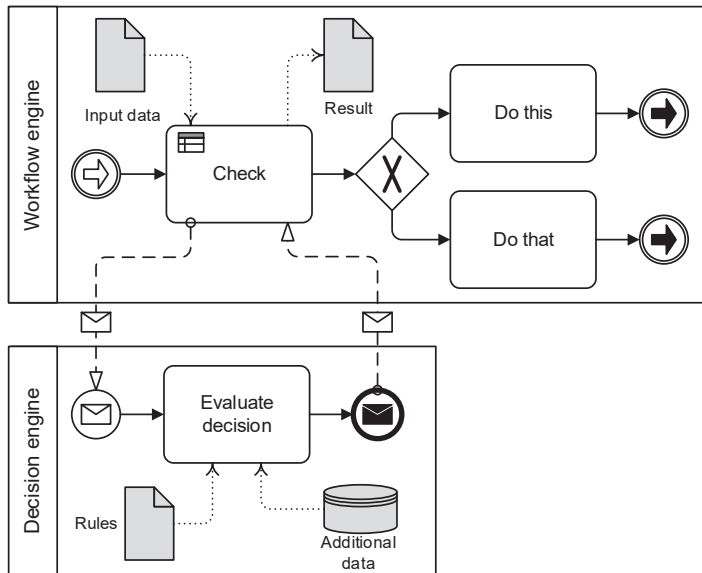 Workflow engine
Input data
Result
Check
Do this
Do that
Decision engine
Evaluate
decision
Rules
Additional
data